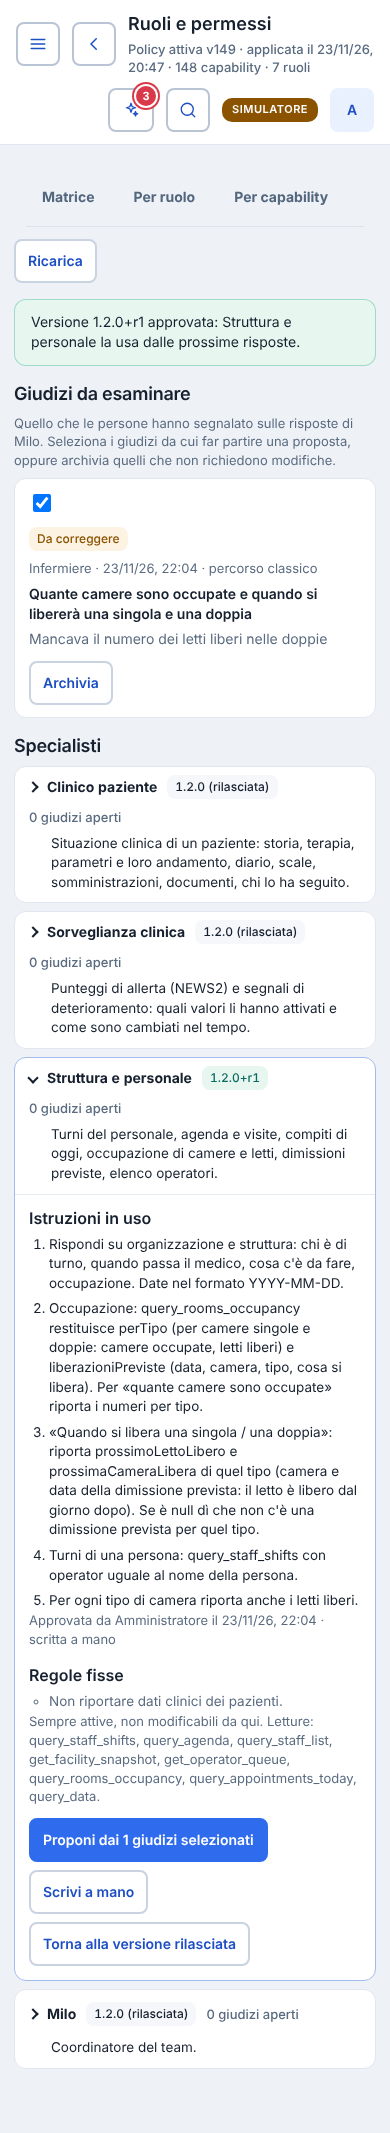 Ruoli e permessi
Policy attiva v149 · applicata il 23/11/26,
20:47 · 148 capability · 7 ruoli
3
SIMULATORE
A
Matrice
Per ruolo
Per capability
Ricarica
Versione 1.2.0+r1 approvata: Struttura e
personale la usa dalle prossime risposte.
Giudizi da esaminare
Quello che le persone hanno segnalato sulle risposte di
Milo. Seleziona i giudizi da cui far partire una proposta,
oppure archivia quelli che non richiedono modifiche.
Da correggere
Infermiere · 23/11/26, 22:04 · percorso classico
Quante camere sono occupate e quando si
libererà una singola e una doppia
Mancava il numero dei letti liberi nelle doppie
Archivia
Specialisti
Clinico paziente 1.2.0 (rilasciata)
0 giudizi aperti
Situazione clinica di un paziente: storia, terapia,
parametri e loro andamento, diario, scale,
somministrazioni, documenti, chi lo ha seguito.
Sorveglianza clinica 1.2.0 (rilasciata)
0 giudizi aperti
Punteggi di allerta (NEWS2) e segnali di
deterioramento: quali valori li hanno attivati e
come sono cambiati nel tempo.
Struttura e personale 1.2.0+r1
0 giudizi aperti
Turni del personale, agenda e visite, compiti di
oggi, occupazione di camere e letti, dimissioni
previste, elenco operatori.
Istruzioni in uso
1. Rispondi su organizzazione e struttura: chi è di
turno, quando passa il medico, cosa c'è da fare,
occupazione. Date nel formato YYYY-MM-DD.
2. Occupazione: query_rooms_occupancy
restituisce perTipo (per camere singole e
doppie: camere occupate, letti liberi) e
liberazioniPreviste (data, camera, tipo, cosa si
libera). Per «quante camere sono occupate»
riporta i numeri per tipo.
3. «Quando si libera una singola / una doppia»:
riporta prossimoLettoLibero e
prossimaCameraLibera di quel tipo (camera e
data della dimissione prevista: il letto è libero dal
giorno dopo). Se è null dì che non c'è una
dimissione prevista per quel tipo.
4. Turni di una persona: query_staff_shifts con
operator uguale al nome della persona.
5. Per ogni tipo di camera riporta anche i letti liberi.
Approvata da Amministratore il 23/11/26, 22:04 ·
scritta a mano
Regole fisse
Non riportare dati clinici dei pazienti.
Sempre attive, non modificabili da qui. Letture:
query_staff_shifts, query_agenda, query_staff_list,
get_facility_snapshot, get_operator_queue,
query_rooms_occupancy, query_appointments_today,
query_data.
Proponi dai 1 giudizi selezionati
Scrivi a mano
Torna alla versione rilasciata
Milo 1.2.0 (rilasciata) 0 giudizi aperti
Coordinatore del team.